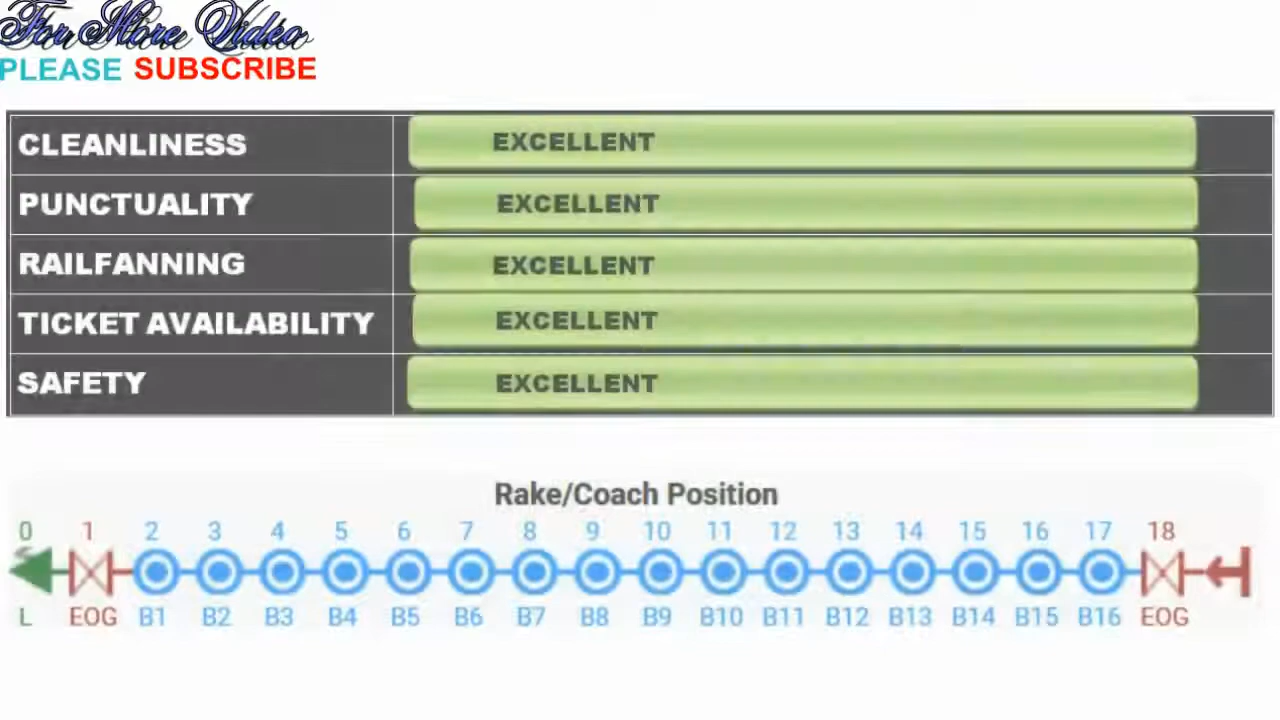 For More Video
PLEASE SUBSCRIBE
CLEANLINESS EXCELLENT
PUNCTUALITY EXCELLENT
RAILFANNING EXCELLENT
TICKET AVAILABILITY EXCELLENT
SAFETY EXCELLENT
Rake/Coach Position
0 1 2 3 4 5 6 7 8 9 10 11 12 13 14 15 16 17 18
L EOG B1 B2 B3 B4 B5 B6 B7 B8 B9 B10 B11 B12 B13 B14 B15 B16 EOG